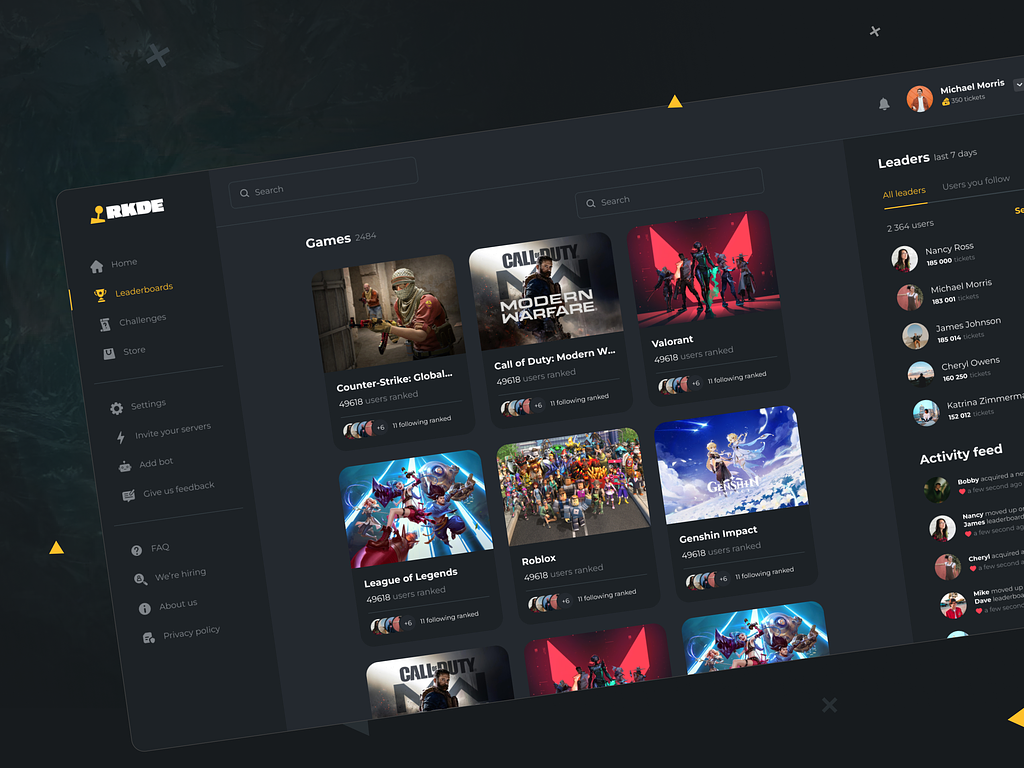 RKDE
Home
Leaderboards
Challenges
Store
Settings
Invite your servers
Add bot
Give us feedback
FAQ
We're hiring
About us
Privacy policy
Search
Search
Michael Morris
350 tickets
Games 2484
CALL OF DUTY
MODERN
WARFARE
Counter-Strike: Global...
49618 users ranked
+6 11 following ranked
Call of Duty: Modern W...
49618 users ranked
+6 11 following ranked
Valorant
49618 users ranked
+6 11 following ranked
GENSHIN
League of Legends
49618 users ranked
+6 11 following ranked
Roblox
49618 users ranked
+6 11 following ranked
Genshin Impact
49618 users ranked
+6 11 following ranked
CALL OF DUTY
Leaders last 7 days
All leaders
Users you follow
2 364 users
Nancy Ross
185 000 tickets
Michael Morris
183 001 tickets
James Johnson
185 014 tickets
Cheryl Owens
160 250 tickets
Katrina Zimmerma
152 012 tickets
Activity feed
Bobby acquired a ne
a few second ago
Nancy moved up o
James leaderboard
a few second ago
Cheryl acquired a
a few second ago
Mike moved up
Dave leaderboa
a few second